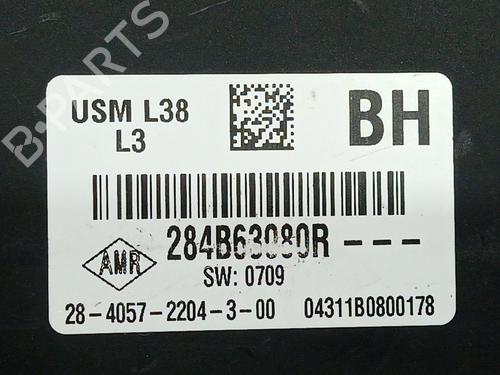 B-PARTS
USM L38
L3
BH
284B63080R---
AMR
SW: 0709
28-4057-2204-3-00
04311B0800178